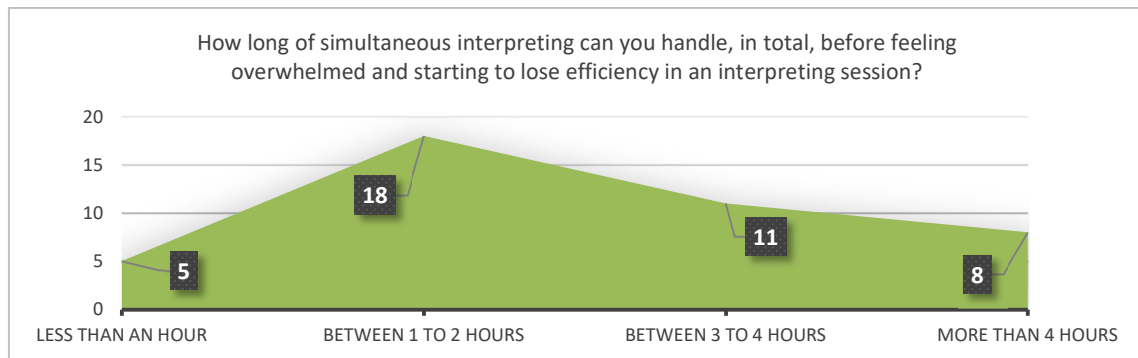 How long of simultaneous interpreting can you handle, in total, before feeling
overwhelmed and starting to lose efficiency in an interpreting session?
20
15
10
5
0
18
11
5
8
LESS THAN AN HOUR
BETWEEN 1 TO 2 HOURS
BETWEEN 3 TO 4 HOURS
MORE THAN 4 HOURS